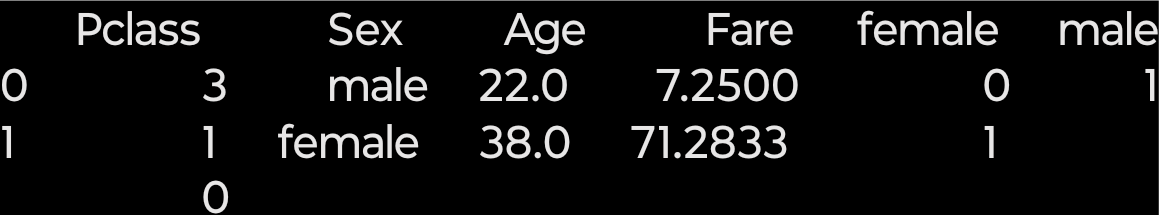 Pclass Sex Age Fare female male
0 3 male 22.0 7.2500 0 1
1 1 female 38.0 71.2833 1
0